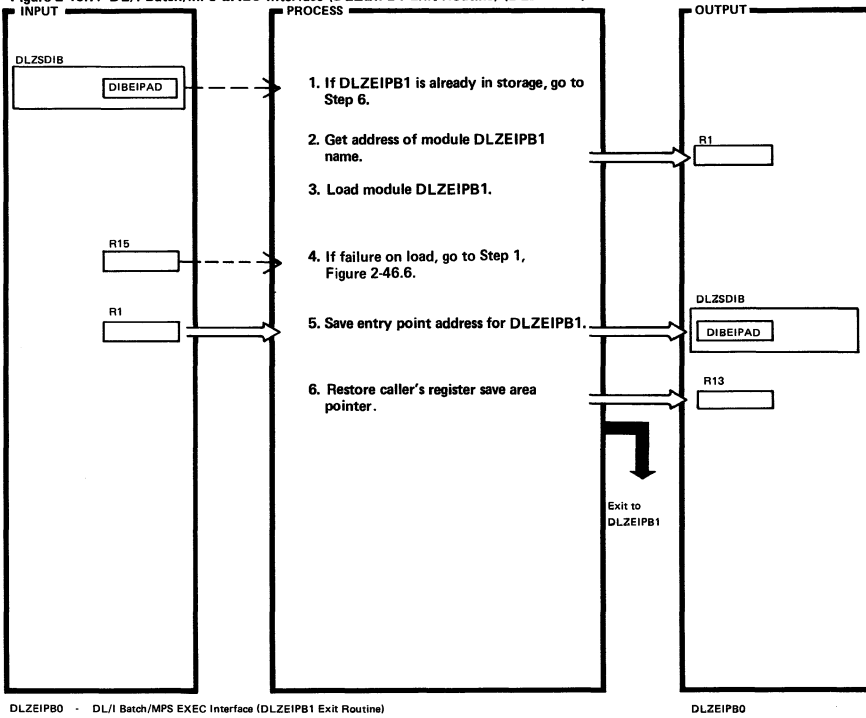 INPUT
PROCESS
OUTPUT
DLZSDIB
DIBEIPAD
1. If DLZEIPB1 is already in storage, go to
Step 6.
2. Get address of module DLZEIPB1
name.
R1
3. Load module DLZEIPB1.
R15
4. If failure on load, go to Step 1,
Figure 2-46.6.
R1
5. Save entry point address for DLZEIPB1.
DLZSDIB
DIBEIPAD
6. Restore caller's register save area
pointer.
R13
Exit to
DLZEIPB1
DLZEIPB0 - DL/I Batch/MPS EXEC Interface (DLZEIPB1 Exit Routine)
DLZEIPB0